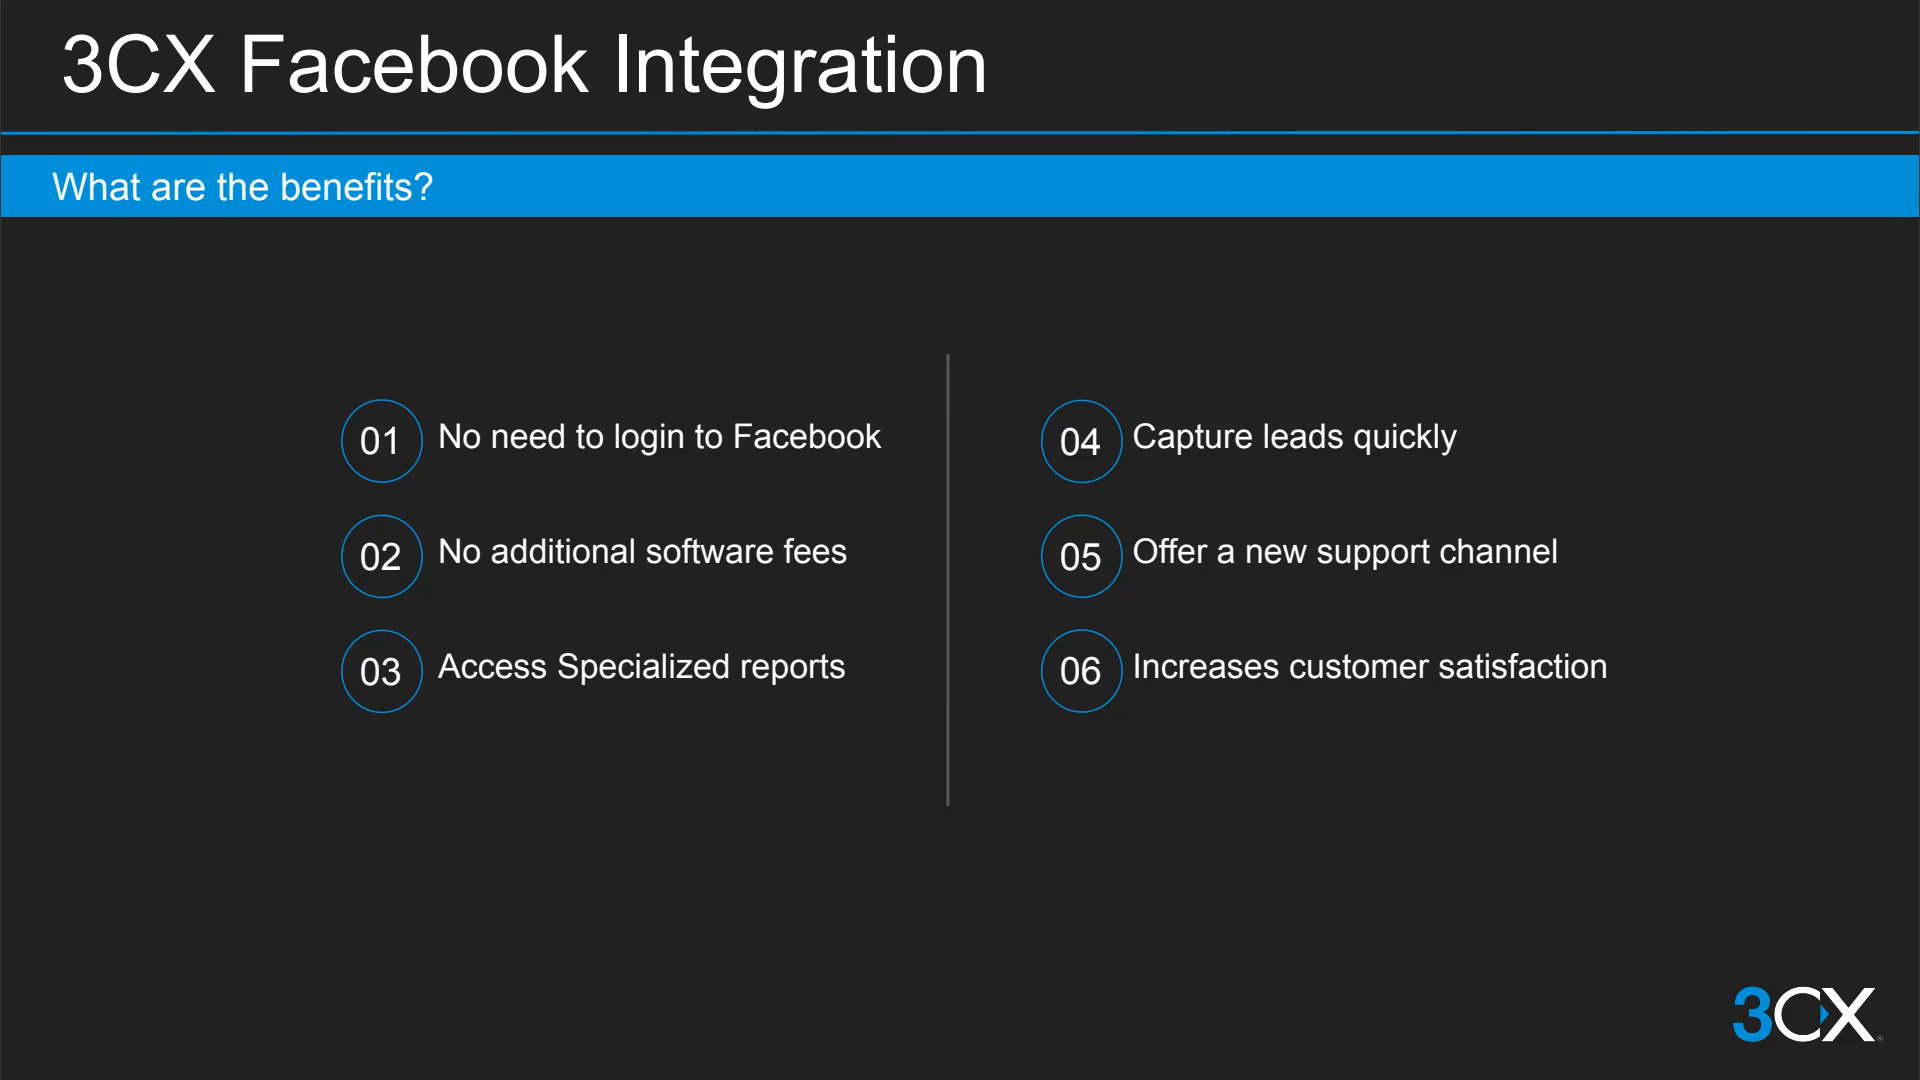 3CX Facebook Integration
What are the benefits?
01 No need to login to Facebook
02 No additional software fees
03 Access Specialized reports
04 Capture leads quickly
05 Offer a new support channel
06 Increases customer satisfaction
3CX